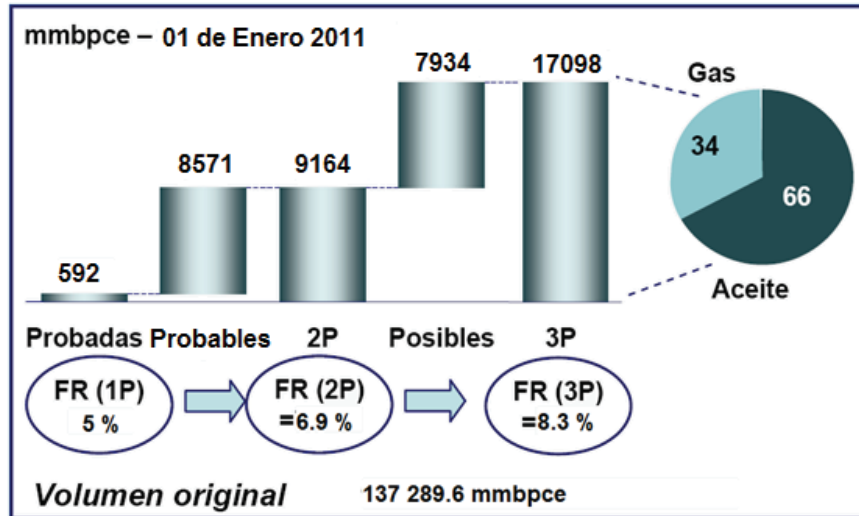 mmbpce – 01 de Enero 2011
7934
17098
8571
9164
592
Gas
34
66
Aceite
Probadas Probables 2P Posibles 3P
FR (1P)
5 %
FR (2P)
=6.9 %
FR (3P)
=8.3 %
Volumen original 137 289.6 mmbpce